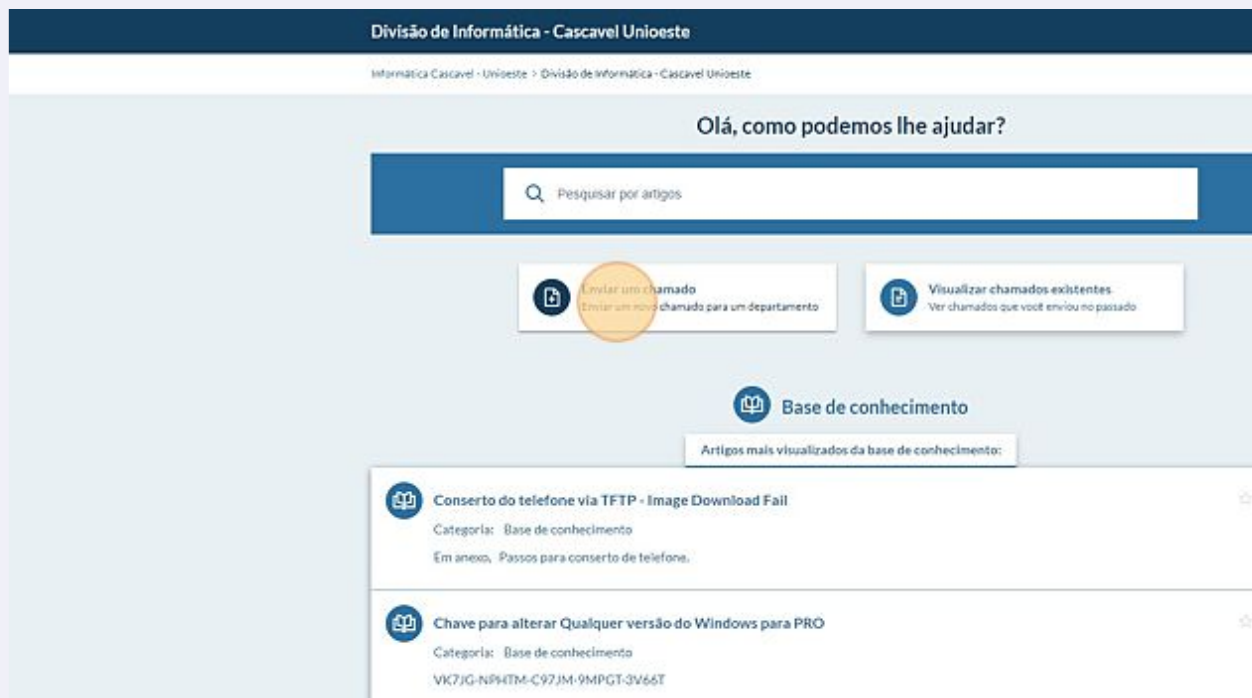 Divisão de Informática - Cascavel Unioeste
Informática Cascavel - Unioeste > Divisão de Informática - Cascavel Unioeste
Olá, como podemos lhe ajudar?
Pesquisar por artigos
Enviar um chamado
Enviar um novo chamado para um departamento
Visualizar chamados existentes
Ver chamados que você enviou no passado
Base de conhecimento
Artigos mais visualizados da base de conhecimento:
Conserto do telefone via TFTP - Image Download Fail
Categoria: Base de conhecimento
Em anexo, Passos para conserto de telefone.
Chave para alterar Qualquer versão do Windows para PRO
Categoria: Base de conhecimento
VK7JG-NPHTM-C97JM-9MPGT-3V66T